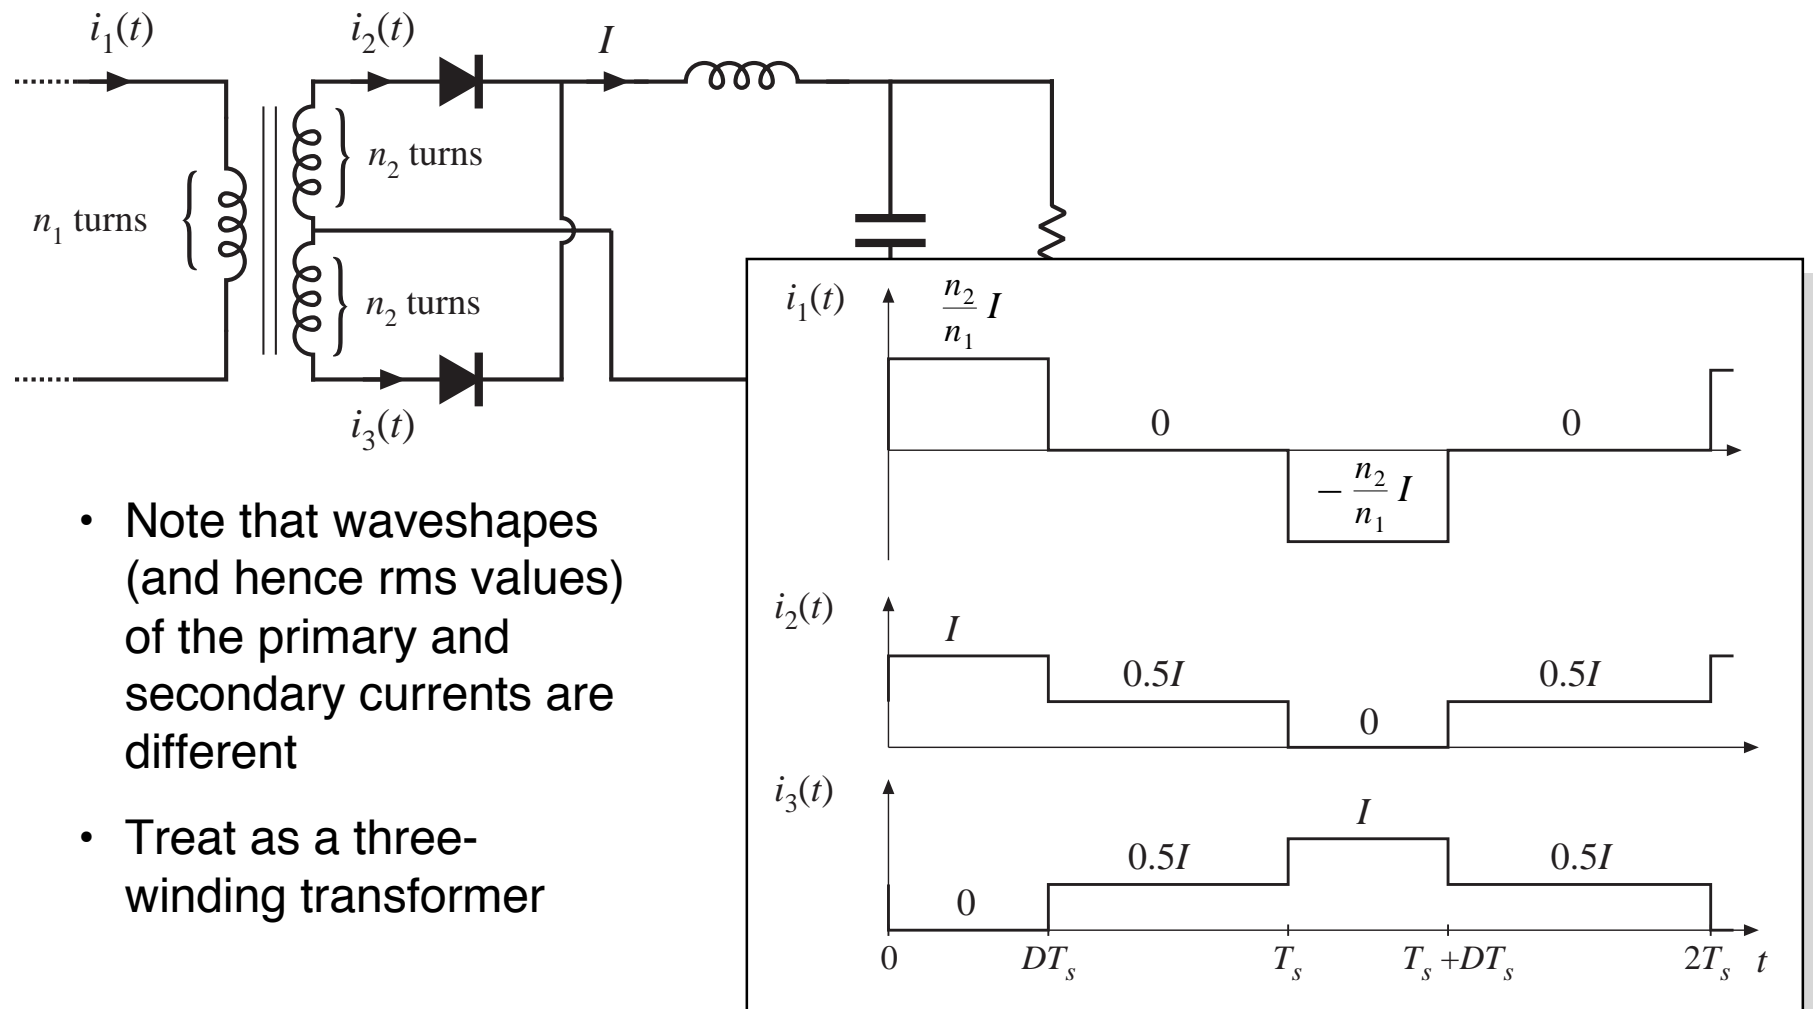 i₁(t)
i₂(t)
I
n₂ turns
n₁ turns
n₂ turns
i₃(t)
• Note that waveshapes
(and hence rms values)
of the primary and
secondary currents are
different
• Treat as a three-
winding transformer
i₁(t)
n₂/n₁ I
0
0
− n₂/n₁ I
i₂(t)
I
0.5I
0
0.5I
i₃(t)
0
0.5I
I
0.5I
0 DTₛ Tₛ Tₛ +DTₛ 2Tₛ t